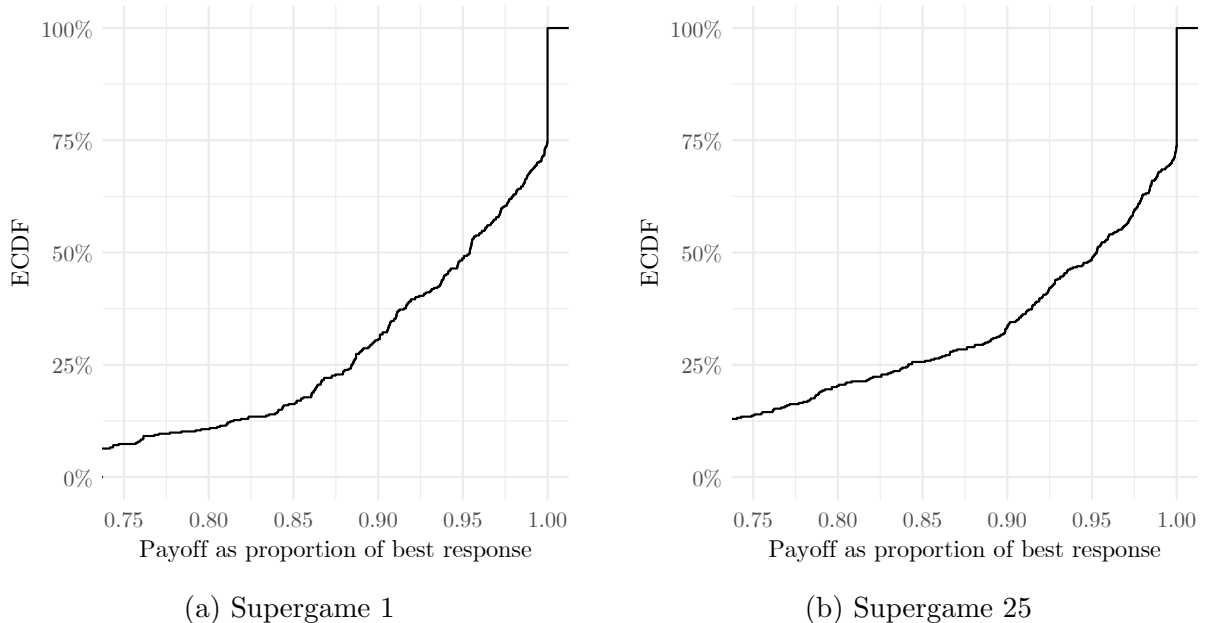 100%
75%
50%
25%
0%
ECDF
0.75 0.80 0.85 0.90 0.95 1.00
Payoff as proportion of best response
(a) Supergame 1
100%
75%
50%
25%
0%
ECDF
0.75 0.80 0.85 0.90 0.95 1.00
Payoff as proportion of best response
(b) Supergame 25